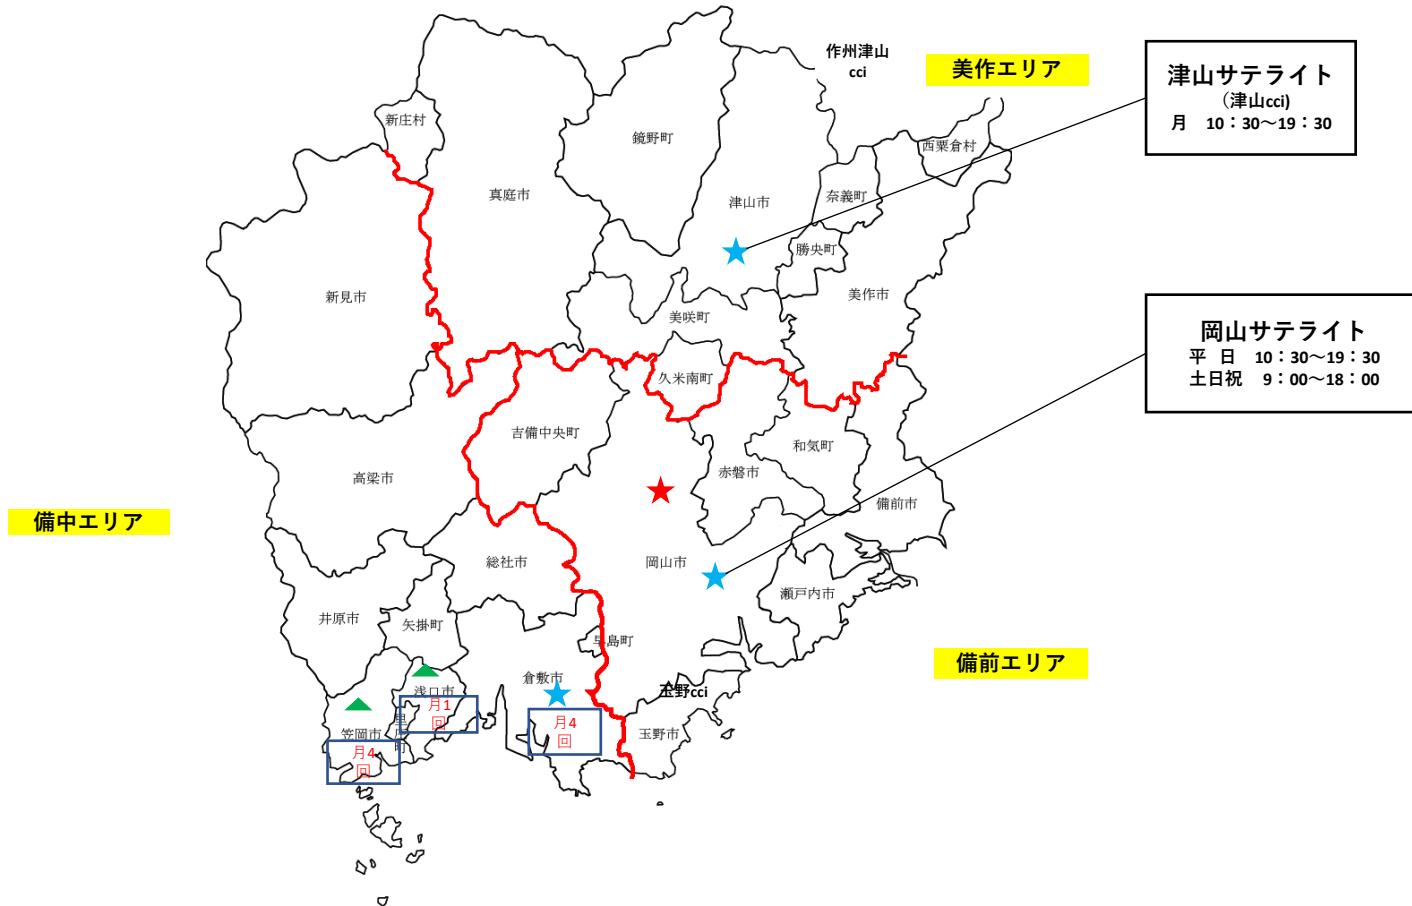 作州津山
cci
美作エリア
津山サテライト
（津山cci)
月　10：30～19：30
新庄村
鏡野町
西粟倉村
真庭市
津山市
奈義町
勝央町
新見市
美作市
美咲町
岡山サテライト
平　日　10：30～19：30
土日祝　9：00～18：00
久米南町
吉備中央町
和気町
高梁市
赤磐市
備前市
備中エリア
総社市
岡山市
瀬戸内市
井原市
矢掛町
早島町
備前エリア
倉敷市
浅口市
玉野cci
月1
回
月4
回
笠岡市
里庄町
玉野市
月4
回